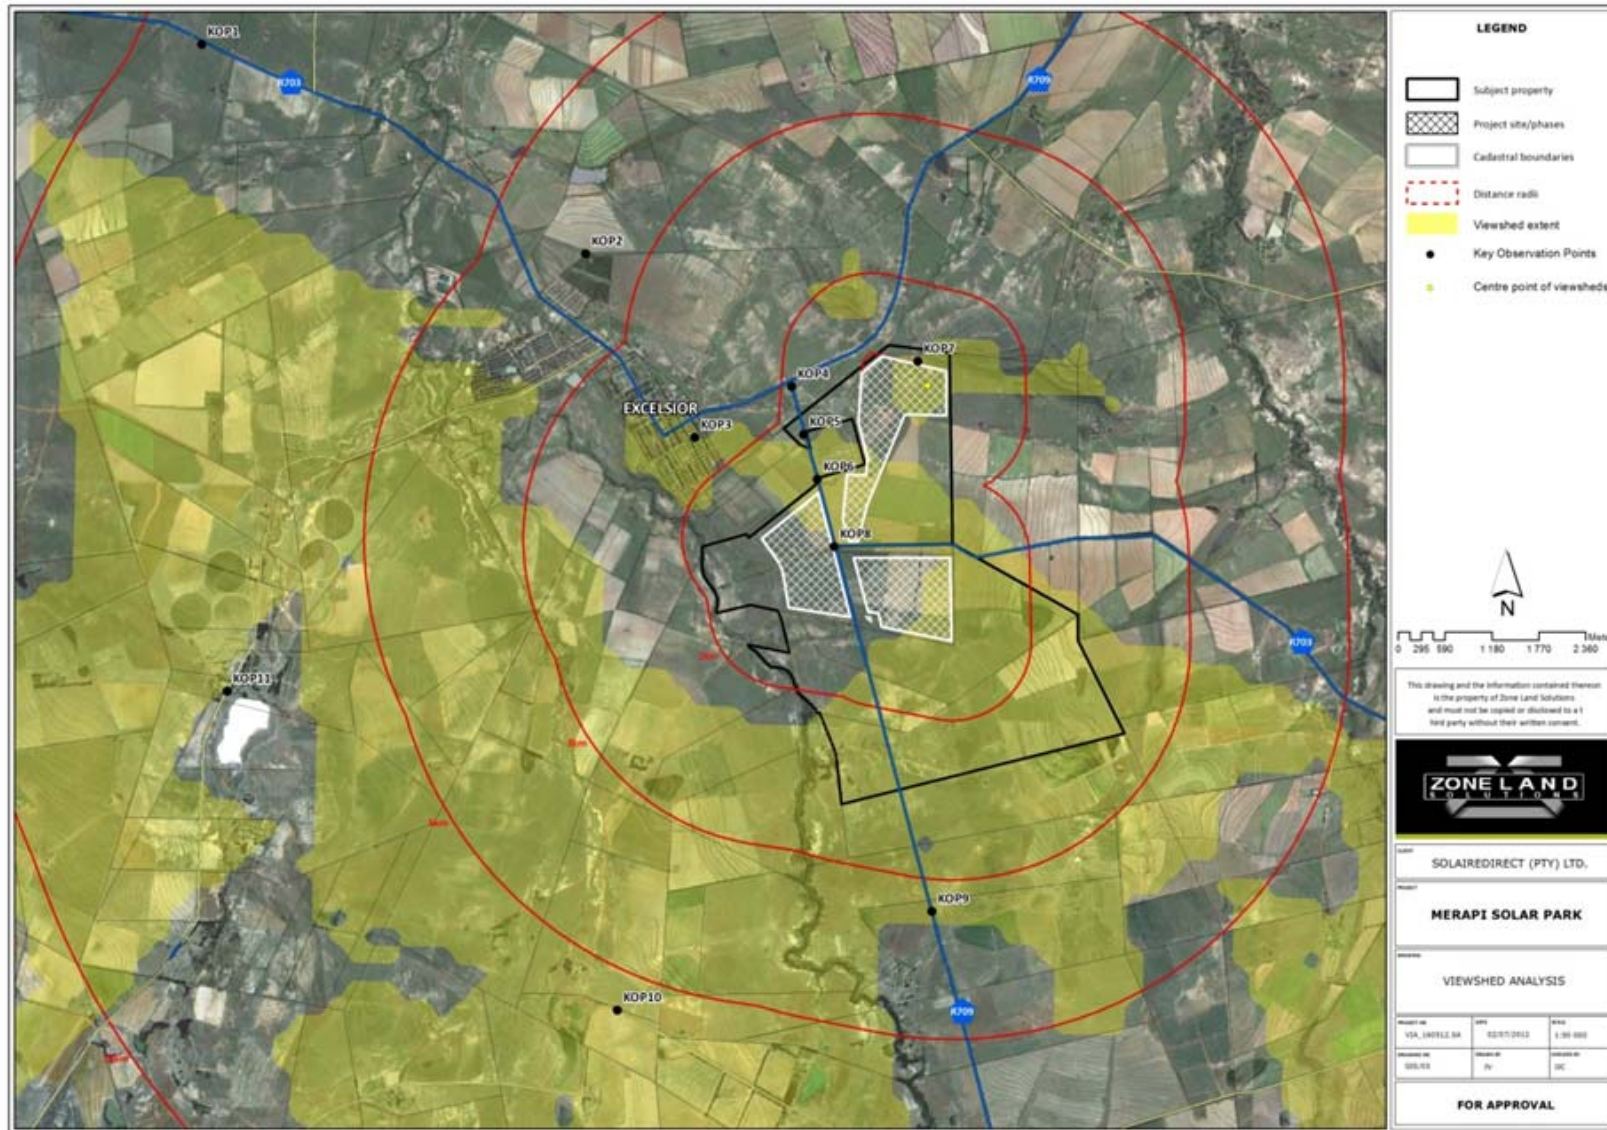 KOP1
R703
R709
KOP2
KOP7
KOP4
EXCELSIOR
KOP3
KOP5
KOP6
KOP8
R703
KOP11
KOP9
KOP10
R709
LEGEND
Subject property
Project site/phases
Cadastral boundaries
Distance radii
Viewshed extent
Key Observation Points
Centre point of viewsheds
N
Mete
0 295 590 1 180 1 770 2 360
This drawing and the information contained thereon
is the property of Zone Land Solutions
and must not be copied or disclosed to a t
hird party without their written consent.
ZONE LAND
SOLUTIONS
SOLAIREDIRECT (PTY) LTD.
MERAPI SOLAR PARK
VIEWSHED ANALYSIS
FOR APPROVAL